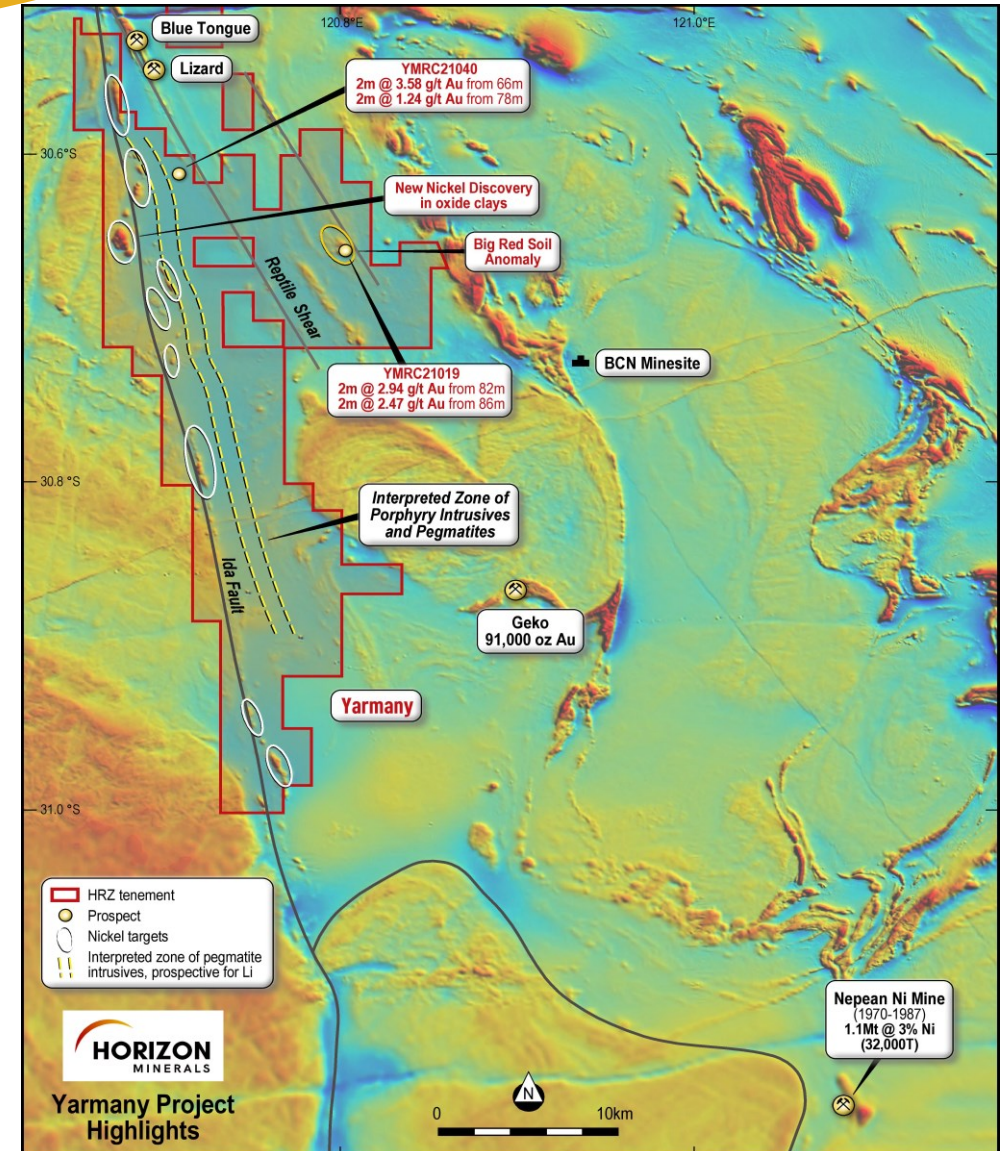 120.8°E
121.0°E
Blue Tongue
Lizard
YMRC21040
2m @ 3.58 g/t Au from 66m
2m @ 1.24 g/t Au from 78m
30.6°S
New Nickel Discovery
in oxide clays
Big Red Soil
Anomaly
Reptile Shear
BCN Minesite
YMRC21019
2m @ 2.94 g/t Au from 82m
2m @ 2.47 g/t Au from 86m
30.8 °S
Interpreted Zone of
Porphyry Intrusives
and Pegmatites
Ida Fault
Geko
91,000 oz Au
Yarmany
31.0 °S
HRZ tenement
Prospect
Nickel targets
Interpreted zone of pegmatite
intrusives, prospective for Li
Nepean Ni Mine
(1970-1987)
1.1Mt @ 3% Ni
(32,000T)
HORIZON
MINERALS
Yarmany Project
Highlights
N
0 10km